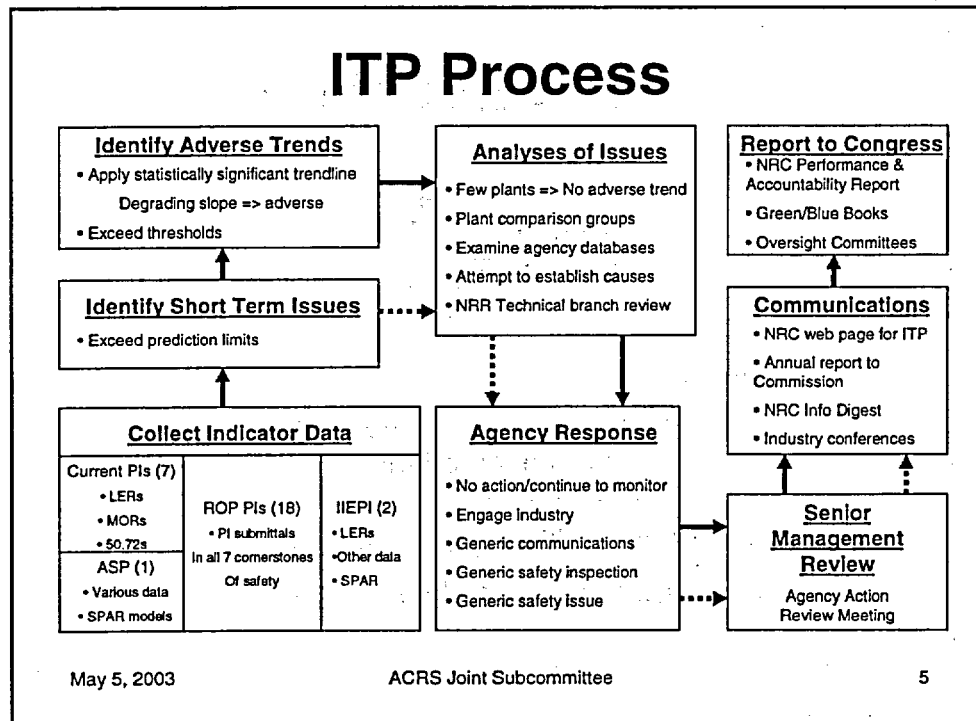 ITP Process
Identify Adverse Trends
• Apply statistically significant trendline
Degrading slope => adverse
• Exceed thresholds
Identify Short Term Issues
• Exceed prediction limits
Collect Indicator Data
Current PIs (7)
• LERs
• MORs
• 50.72s
ASP (1)
• Various data
• SPAR models
ROP PIs (18)
• PI submittals
In all 7 cornerstones
Of safety
IIEPI (2)
• LERs
•Other data
• SPAR
Analyses of Issues
• Few plants => No adverse trend
• Plant comparison groups
• Examine agency databases
• Attempt to establish causes
• NRR Technical branch review
Agency Response
• No action/continue to monitor
• Engage industry
• Generic communications
• Generic safety inspection
• Generic safety issue
Report to Congress
• NRC Performance &
Accountability Report
• Green/Blue Books
• Oversight Committees
Communications
• NRC web page for ITP
• Annual report to
Commission
• NRC Info Digest
• Industry conferences
Senior
Management
Review
Agency Action
Review Meeting
May 5, 2003
ACRS Joint Subcommittee
5